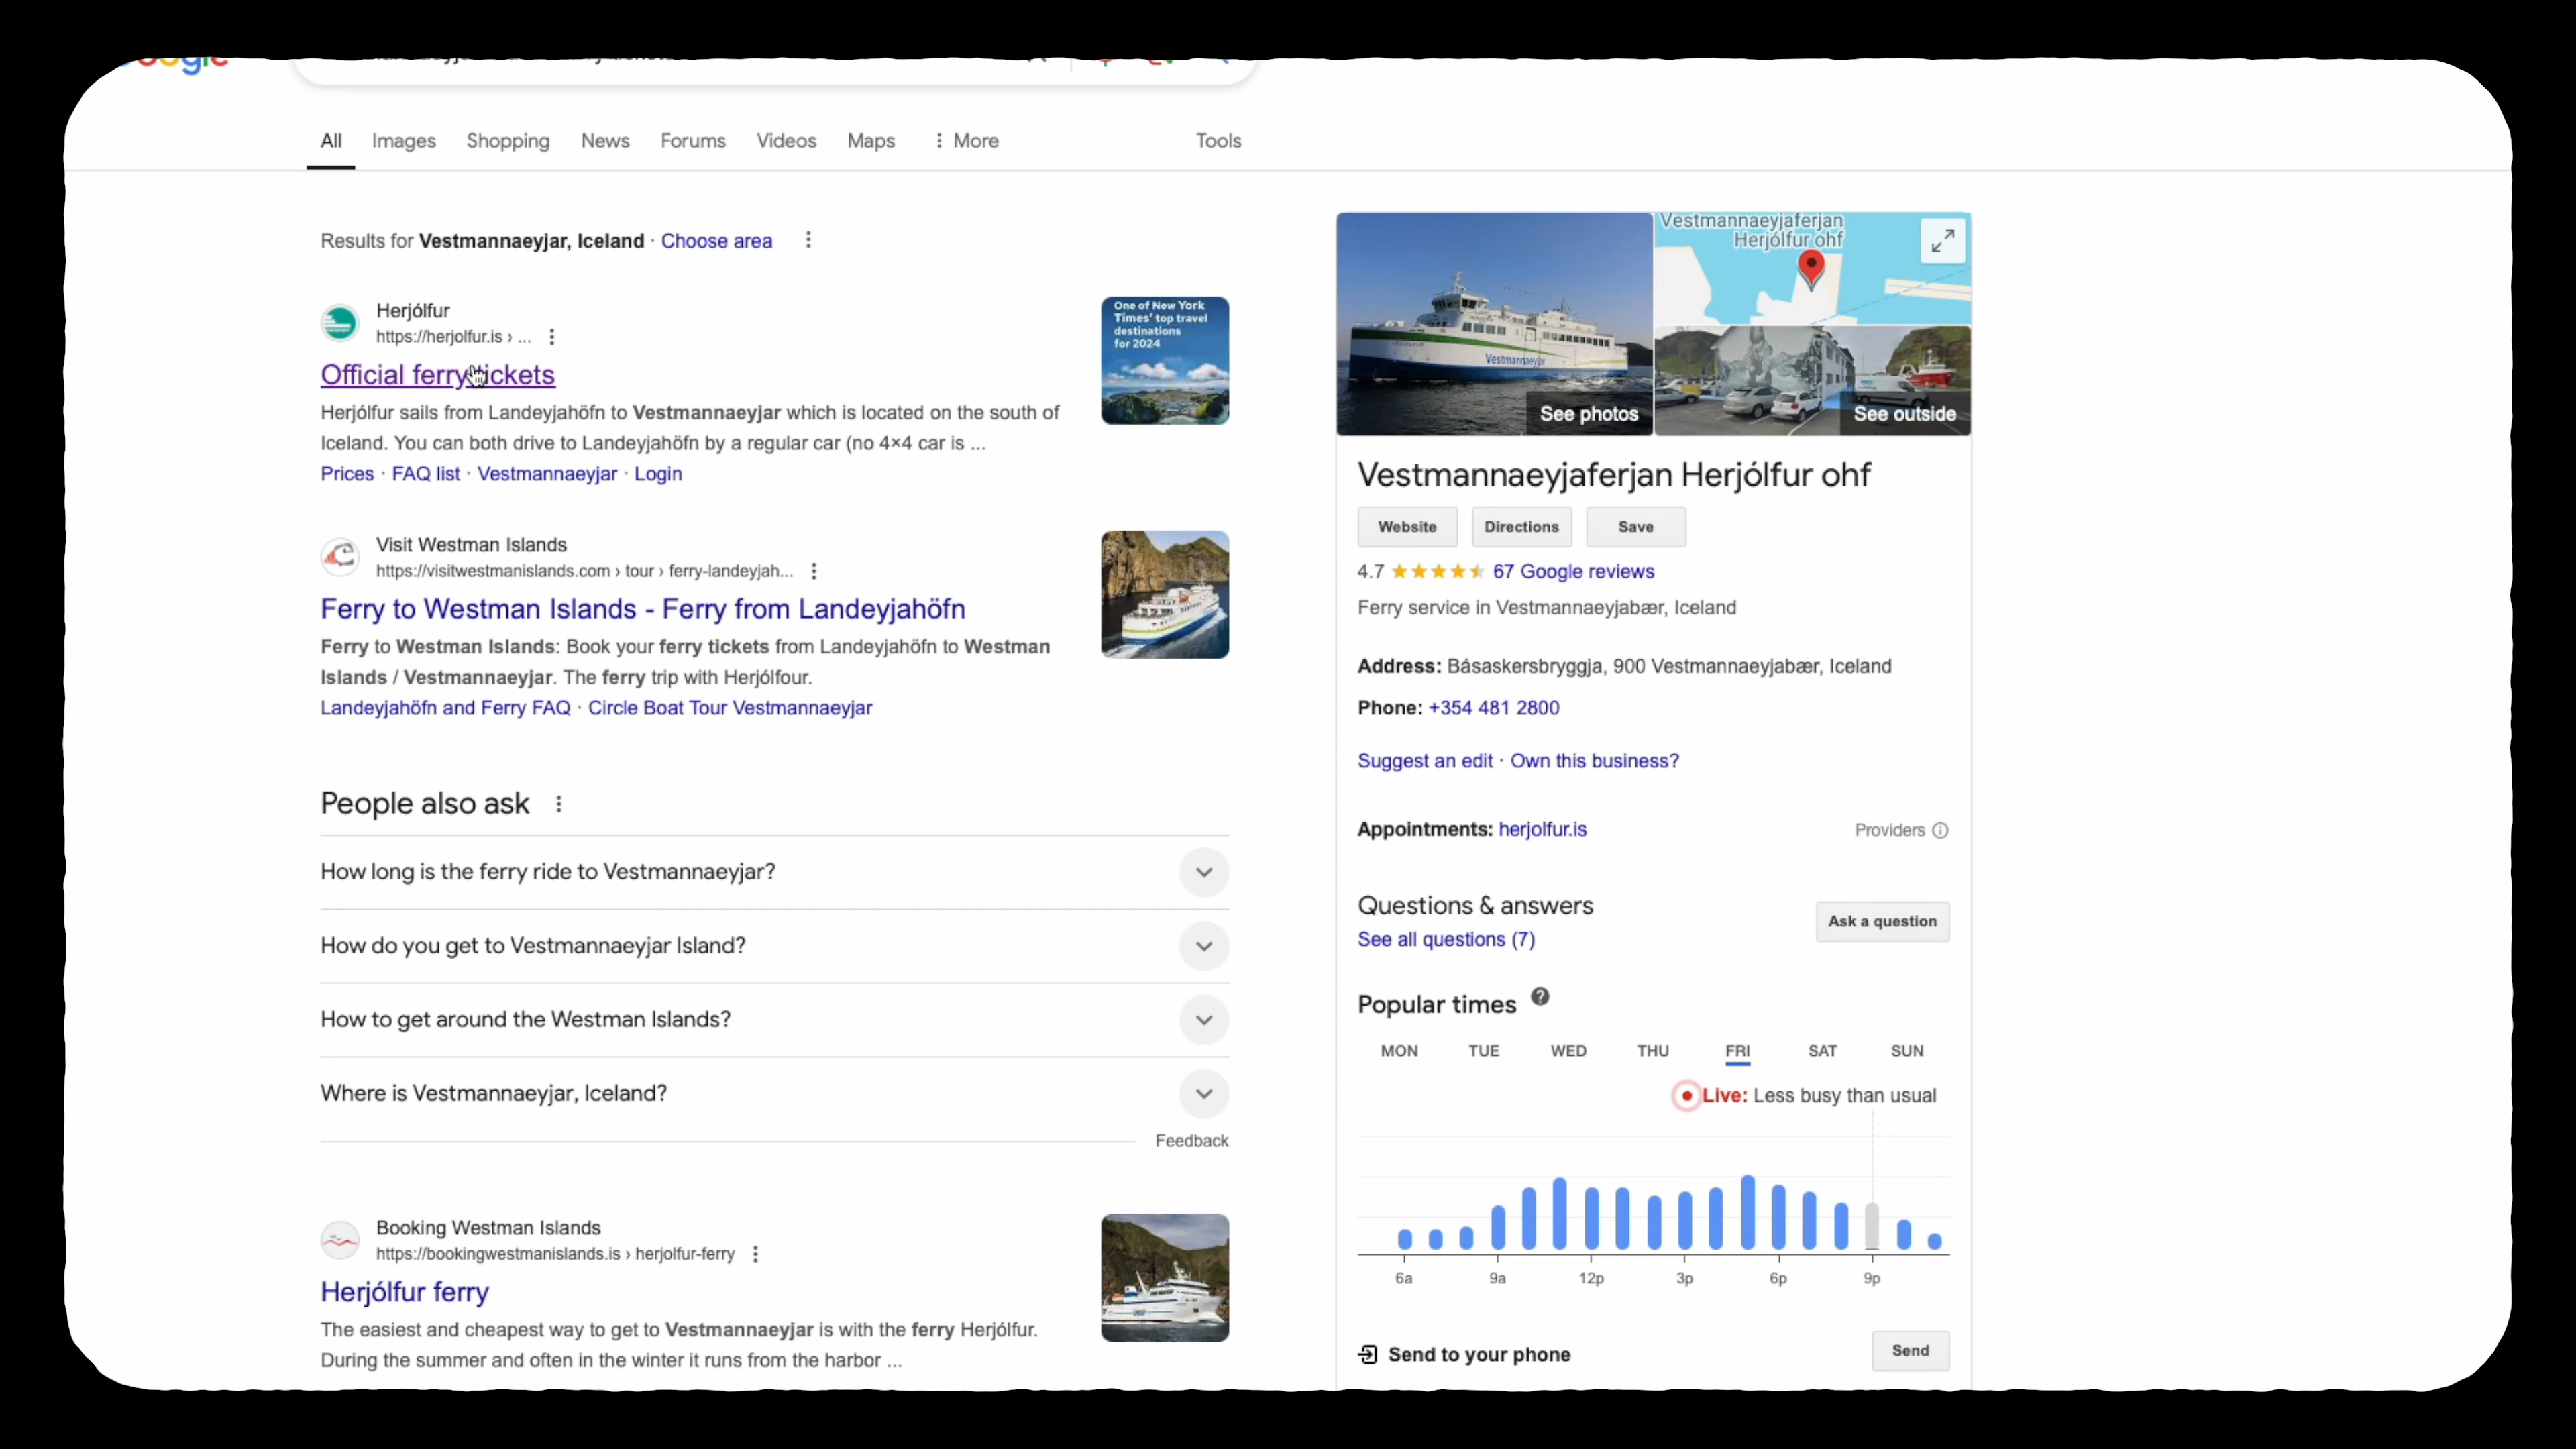 All Images Shopping News Forums Videos Maps More Tools
Results for Vestmannaeyjar, Iceland · Choose area
Herjólfur
https://herjolfur.is › ...
Official ferry tickets
Herjólfur sails from Landeyjahöfn to Vestmannaeyjar which is located on the south of
Iceland. You can both drive to Landeyjahöfn by a regular car (no 4×4 car is ...
Prices · FAQ list · Vestmannaeyjar · Login
One of New York
Times' top travel
destinations
for 2024
Visit Westman Islands
https://visitwestmanislands.com › tour › ferry-landeyjah...
Ferry to Westman Islands - Ferry from Landeyjahöfn
Ferry to Westman Islands: Book your ferry tickets from Landeyjahöfn to Westman
Islands / Vestmannaeyjar. The ferry trip with Herjólfour.
Landeyjahöfn and Ferry FAQ · Circle Boat Tour Vestmannaeyjar
People also ask
How long is the ferry ride to Vestmannaeyjar?
How do you get to Vestmannaeyjar Island?
How to get around the Westman Islands?
Where is Vestmannaeyjar, Iceland?
Feedback
Booking Westman Islands
https://bookingwestmanislands.is › herjolfur-ferry
Herjólfur ferry
The easiest and cheapest way to get to Vestmannaeyjar is with the ferry Herjólfur.
During the summer and often in the winter it runs from the harbor ...
Vestmannaeyjar
See photos
Vestmannaeyjaferjan
Herjólfur ohf
See outside
Vestmannaeyjaferjan Herjólfur ohf
Website Directions Save
4.7 67 Google reviews
Ferry service in Vestmannaeyjabær, Iceland
Address: Básaskersbryggja, 900 Vestmannaeyjabær, Iceland
Phone: +354 481 2800
Suggest an edit · Own this business?
Appointments: herjolfur.is Providers
Questions & answers
See all questions (7)
Ask a question
Popular times
MON TUE WED THU FRI SAT SUN
Live: Less busy than usual
6a 9a 12p 3p 6p 9p
Send to your phone Send